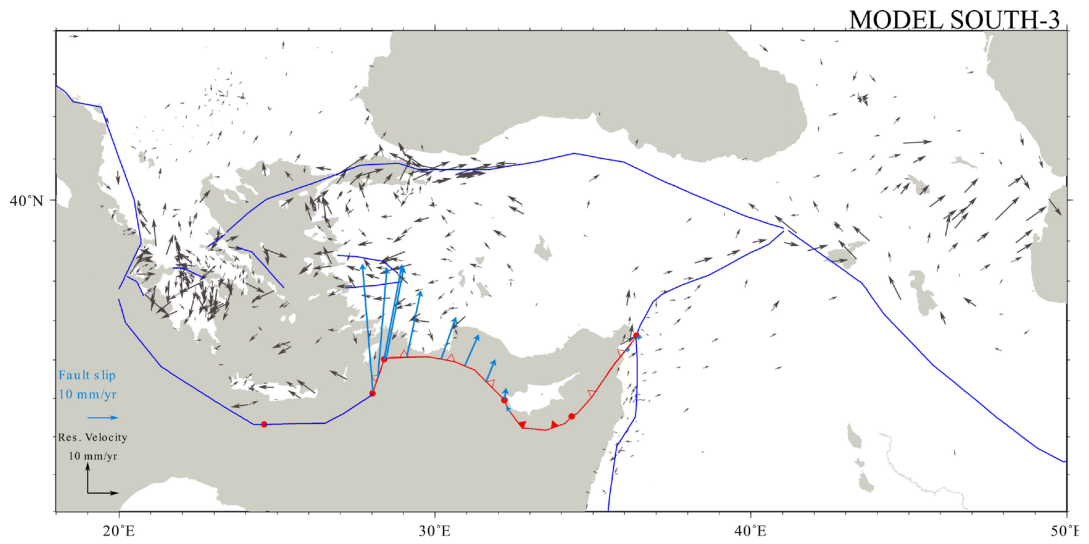 MODEL SOUTH-3
40°N
Fault slip
10 mm/yr
Res. Velocity
10 mm/yr
20°E
30°E
40°E
50°E